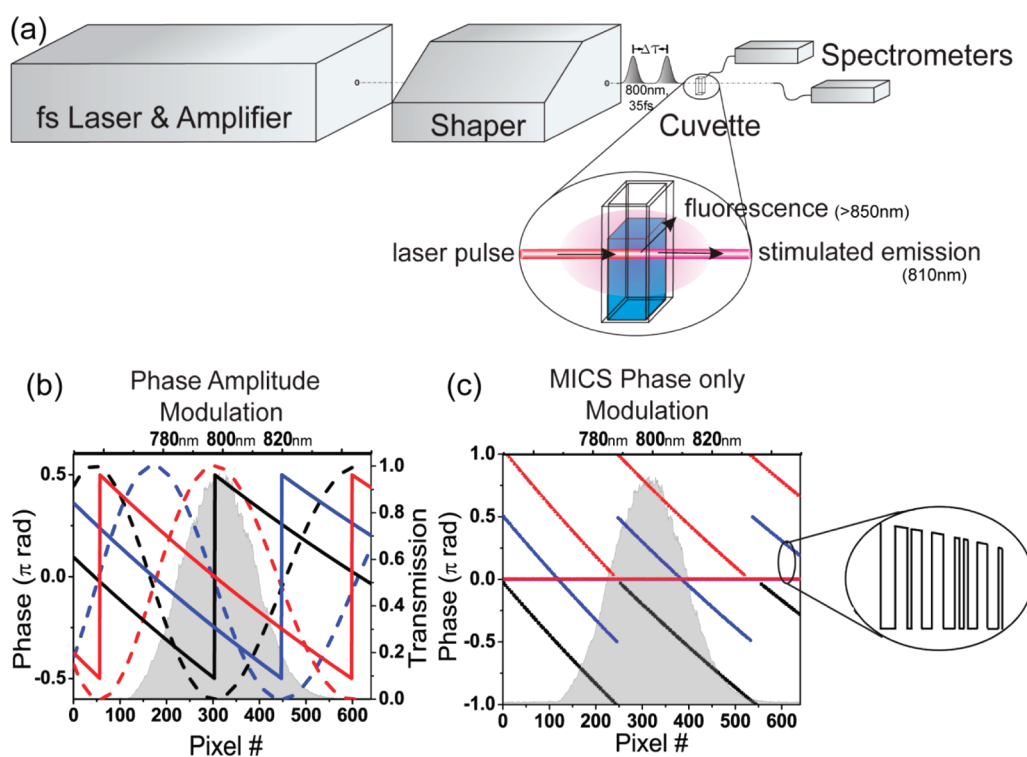 (a)
fs Laser & Amplifier
Shaper
Δτ
800nm,
35fs
Cuvette
Spectrometers
laser pulse
fluorescence (>850nm)
stimulated emission
(810nm)
(b)
Phase Amplitude
Modulation
780nm 800nm 820nm
Phase (π rad)
0.5
0.0
-0.5
1.0
0.8
0.6
0.4
0.2
0.0
Transmission
0 100 200 300 400 500 600
Pixel #
(c)
MICS Phase only
Modulation
780nm 800nm 820nm
Phase (π rad)
1.0
0.5
0.0
-0.5
-1.0
0 100 200 300 400 500 600
Pixel #